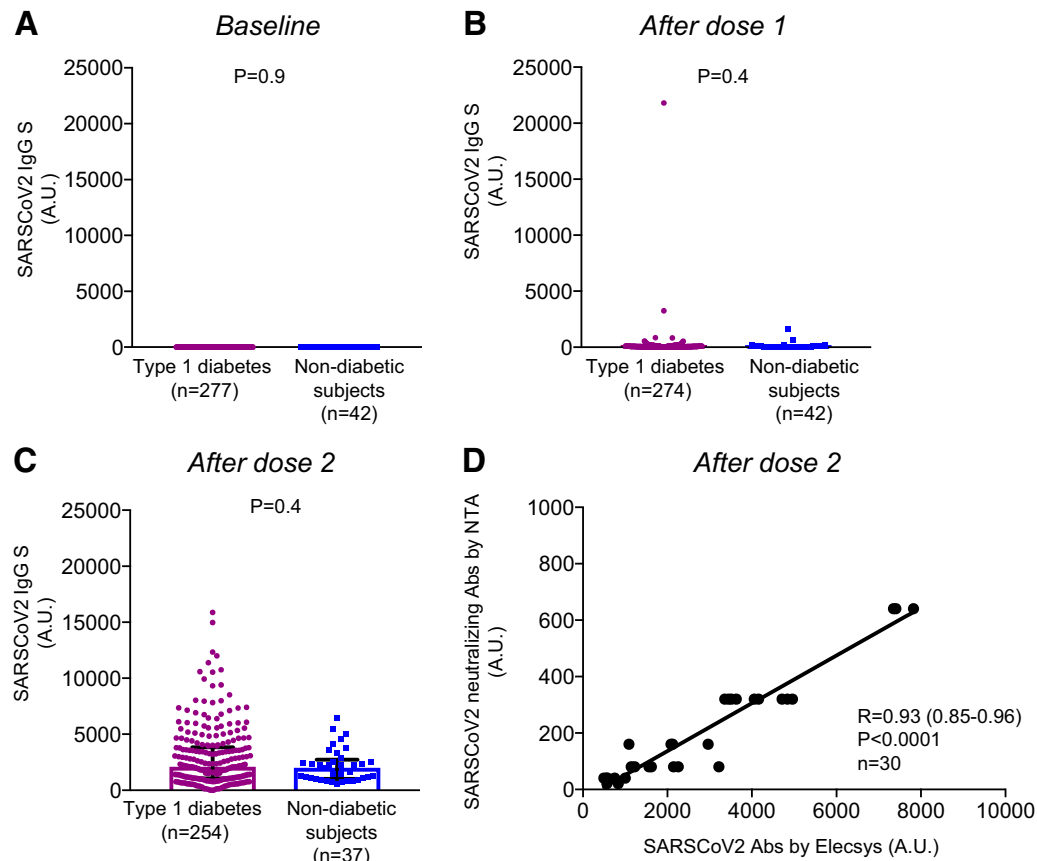 A
Baseline
P=0.9
SARSCoV2 IgG S
(A.U.)
25000
20000
15000
10000
5000
0
Type 1 diabetes
(n=277)
Non-diabetic
subjects
(n=42)
B
After dose 1
P=0.4
SARSCoV2 IgG S
(A.U.)
25000
20000
15000
10000
5000
0
Type 1 diabetes
(n=274)
Non-diabetic
subjects
(n=42)
C
After dose 2
P=0.4
SARSCoV2 IgG S
(A.U.)
25000
20000
15000
10000
5000
0
Type 1 diabetes
(n=254)
Non-diabetic
subjects
(n=37)
D
After dose 2
SARSCoV2 neutralizing Abs by NTA
(A.U.)
1000
800
600
400
200
0
R=0.93 (0.85-0.96)
P<0.0001
n=30
0 2000 4000 6000 8000 10000
SARSCoV2 Abs by Elecsys (A.U.)